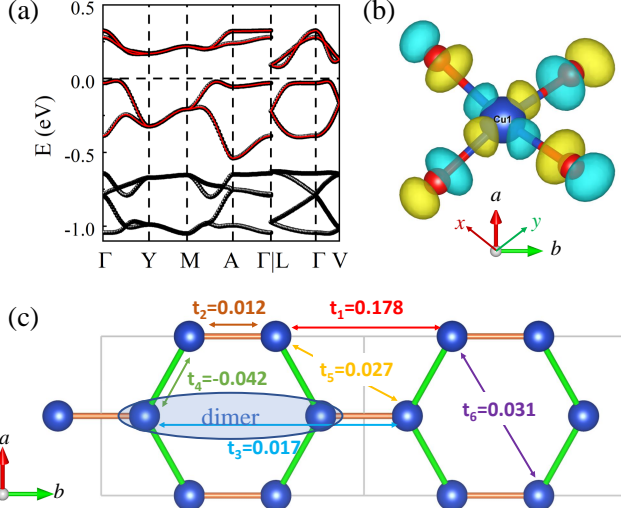 (a)
0.5
0.0
-0.5
-1.0
E (eV)
Γ Y M A Γ|L Γ V
(b)
Cu1
a
x
y
b
(c)
t₂=0.012
t₁=0.178
t₅=0.027
t₄=-0.042
t₆=0.031
dimer
t₃=0.017
a
b